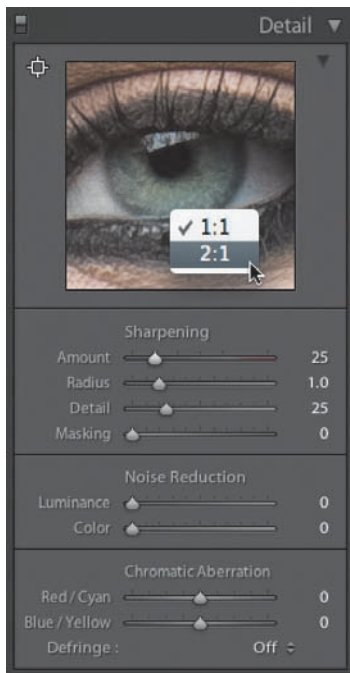 Detail
1:1
2:1
Sharpening
Amount 25
Radius 1.0
Detail 25
Masking 0
Noise Reduction
Luminance 0
Color 0
Chromatic Aberration
Red / Cyan 0
Blue / Yellow 0
Defringe : Off